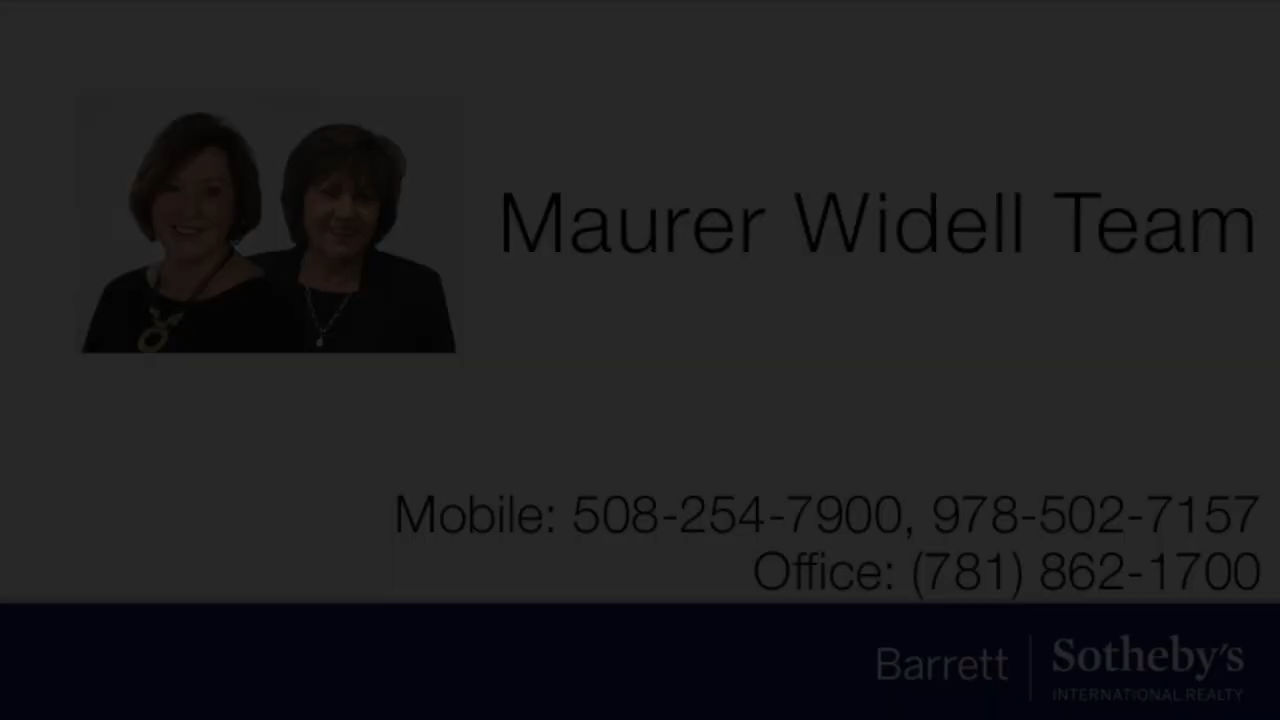 Maurer Widell Team
Mobile: 508-254-7900, 978-502-7157
Office: (781) 862-1700
Barrett | Sotheby's
INTERNATIONAL REALTY